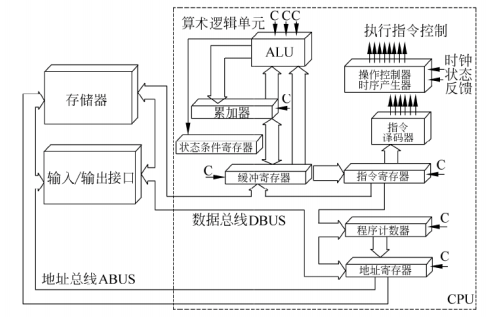 算术逻辑单元
C CC
执行指令控制
ALU
操作控制器
时序产生器
时钟
状态
反馈
存储器
C
累加器
指令
译码器
状态条件寄存器
输入/输出接口
C
缓冲寄存器
指令寄存器
C
数据总线DBUS
程序计数器
C
地址寄存器
C
地址总线ABUS
CPU